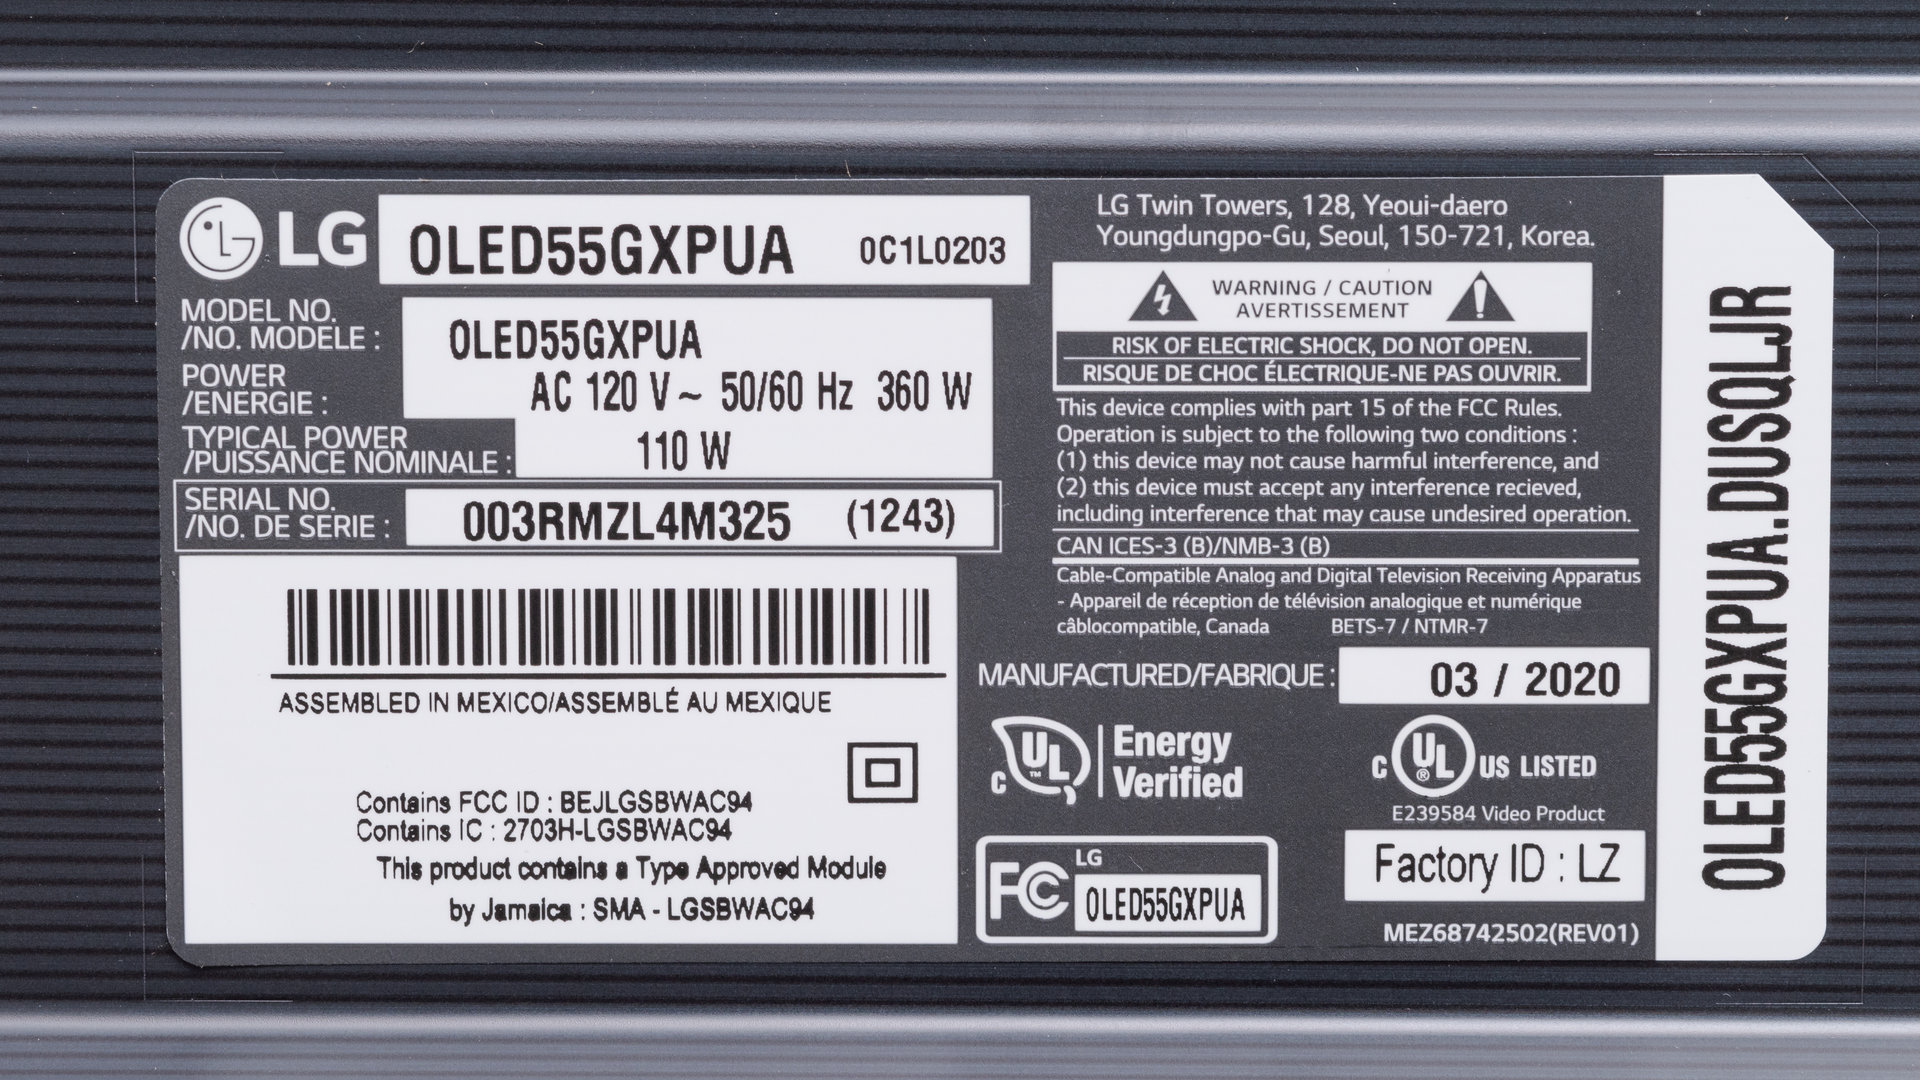 LG OLED55GXPUA 0C1L0203
MODEL NO.
/NO. MODELE :
OLED55GXPUA
POWER
/ENERGIE :
AC 120 V ~ 50/60 Hz 360 W
TYPICAL POWER
/PUISSANCE NOMINALE :
110 W
SERIAL NO.
/NO. DE SERIE :
003RMZL4M325 (1243)
ASSEMBLED IN MEXICO/ASSEMBLÉ AU MEXIQUE
Contains FCC ID : BEJLGSBWAC94
Contains IC : 2703H-LGSBWAC94
This product contains a Type Approved Module
by Jamaica : SMA - LGSBWAC94
LG Twin Towers, 128, Yeoui-daero
Youngdungpo-Gu, Seoul, 150-721, Korea.
WARNING / CAUTION
AVERTISSEMENT
RISK OF ELECTRIC SHOCK, DO NOT OPEN.
RISQUE DE CHOC ÉLECTRIQUE-NE PAS OUVRIR.
This device complies with part 15 of the FCC Rules.
Operation is subject to the following two conditions :
(1) this device may not cause harmful interference, and
(2) this device must accept any interference recieved,
including interference that may cause undesired operation.
CAN ICES-3 (B)/NMB-3 (B)
Cable-Compatible Analog and Digital Television Receiving Apparatus
- Appareil de réception de télévision analogique et numérique
câblocompatible, Canada BETS-7 / NTMR-7
MANUFACTURED/FABRIQUE : 03 / 2020
C UL TM Energy
Verified
C UL ® US LISTED
E239584 Video Product
FC LG
OLED55GXPUA
Factory ID : LZ
MEZ68742502(REV01)
OLED55GXPUA.DUSQLJR